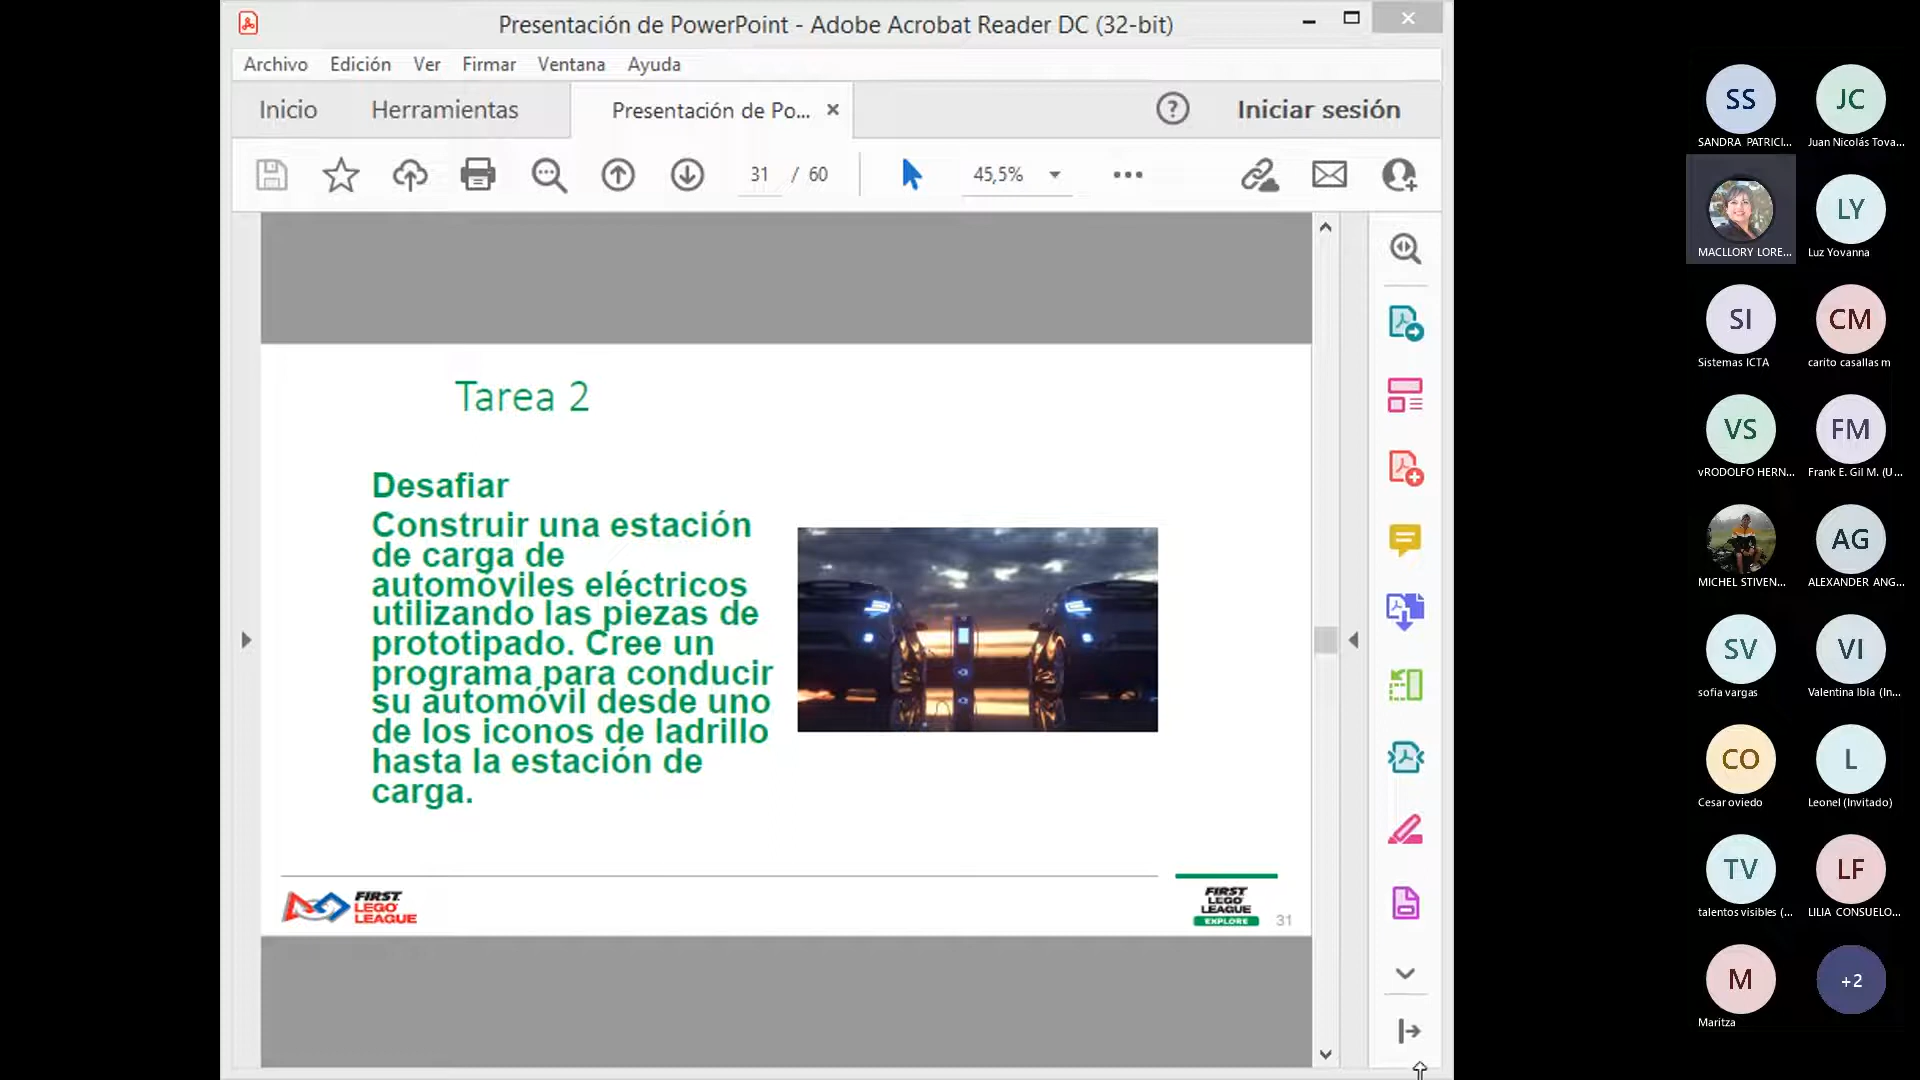 Presentación de PowerPoint - Adobe Acrobat Reader DC (32-bit)
Archivo Edición Ver Firmar Ventana Ayuda
Inicio Herramientas Presentación de Po... × ? Iniciar sesión
31 / 60 45,5%
Tarea 2
Desafiar
Construir una estación
de carga de
automóviles eléctricos
utilizando las piezas de
prototipado. Cree un
programa para conducir
su automóvil desde uno
de los iconos de ladrillo
hasta la estación de
carga.
FIRST
LEGO
LEAGUE
FIRST
LEGO
LEAGUE
EXPLORE
31
SS JC
SANDRA PATRICI... Juan Nicolás Tova...
LY
MACLLORY LORE... Luz Yovanna
SI CM
Sistemas ICTA carito casallas m
VS FM
vRODOLFO HERN... Frank E. Gil M. (U...
AG
MICHEL STIVEN... ALEXANDER ANG...
SV VI
sofia vargas Valentina Ibla (In...
CO L
Cesar oviedo Leonel (Invitado)
TV LF
talentos visibles (... LILIA CONSUELO...
M +2
Maritza